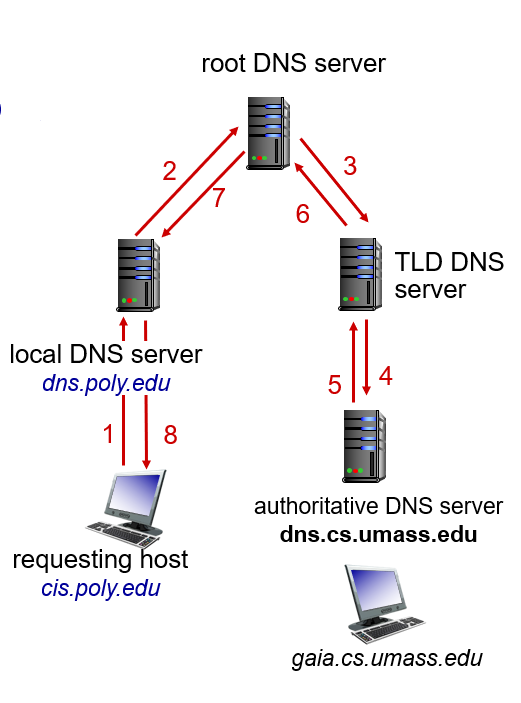 root DNS server
2
3
7
6
TLD DNS
server
local DNS server
dns.poly.edu
5
4
1
8
authoritative DNS server
dns.cs.umass.edu
requesting host
cis.poly.edu
gaia.cs.umass.edu